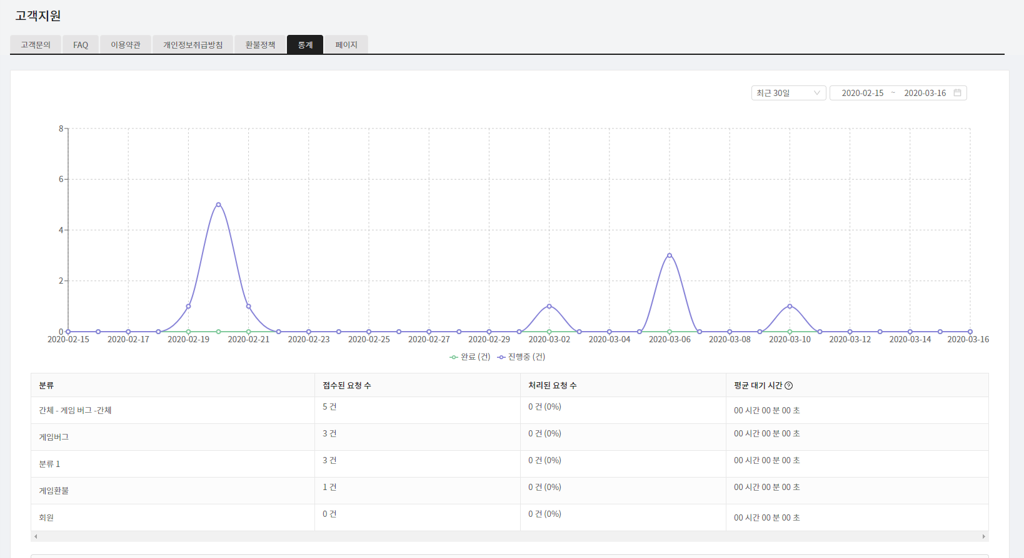 고객지원
고객문의 FAQ 이용약관 개인정보취급방침 환불정책 통계 페이지
최근 30일 2020-02-15 ~ 2020-03-16
8
6
4
2
0
2020-02-15 2020-02-17 2020-02-19 2020-02-21 2020-02-23 2020-02-25 2020-02-27 2020-02-29 2020-03-02 2020-03-04 2020-03-06 2020-03-08 2020-03-10 2020-03-12 2020-03-14 2020-03-16
완료 (건) 진행중 (건)
분류 접수된 요청 수 처리된 요청 수 평균 대기 시간 ?
간체 - 게임 버그 -간체 5 건 0 건 (0%) 00 시간 00 분 00 초
게임버그 3 건 0 건 (0%) 00 시간 00 분 00 초
분류 1 3 건 0 건 (0%) 00 시간 00 분 00 초
게임환불 1 건 0 건 (0%) 00 시간 00 분 00 초
회원 0 건 0 건 (0%) 00 시간 00 분 00 초